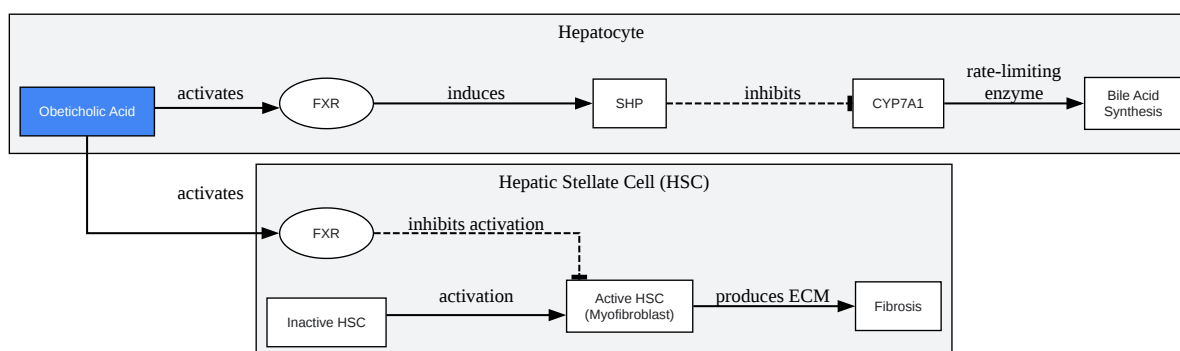 Hepatocyte
Obeticholic Acid
activates
FXR
induces
SHP
inhibits
CYP7A1
rate-limiting
enzyme
Bile Acid
Synthesis
activates
Hepatic Stellate Cell (HSC)
FXR
inhibits activation
Inactive HSC
activation
Active HSC
(Myofibroblast)
produces ECM
Fibrosis